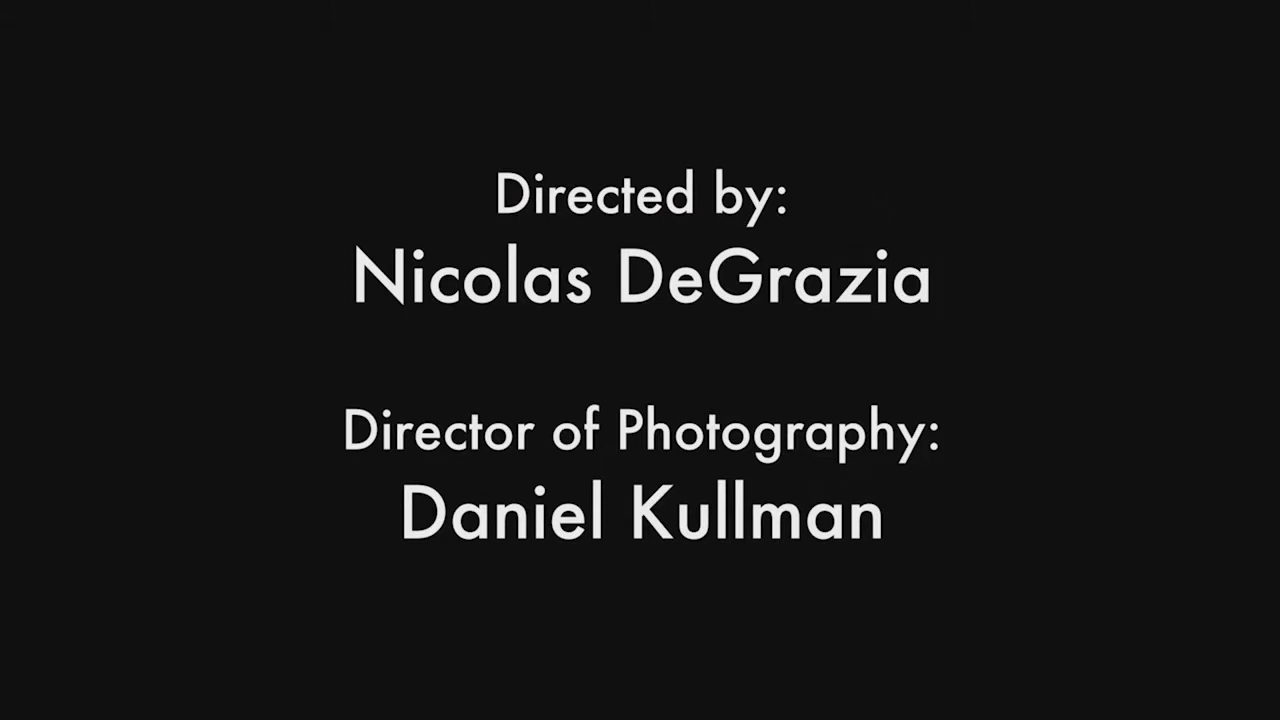 Directed by:
Nicolas DeGrazia
Director of Photography:
Daniel Kullman